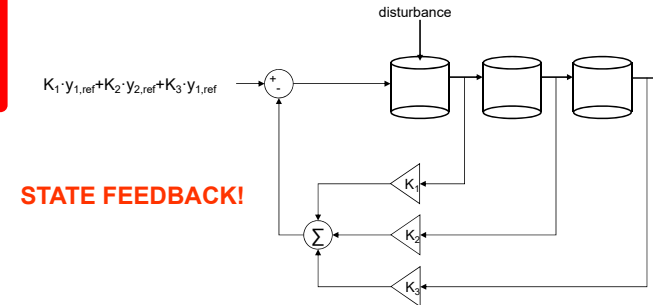 disturbance
K₁·y₁,ref+K₂·y₂,ref+K₃·y₁,ref
+
-
K₁
STATE FEEDBACK!
Σ
K₂
K₃